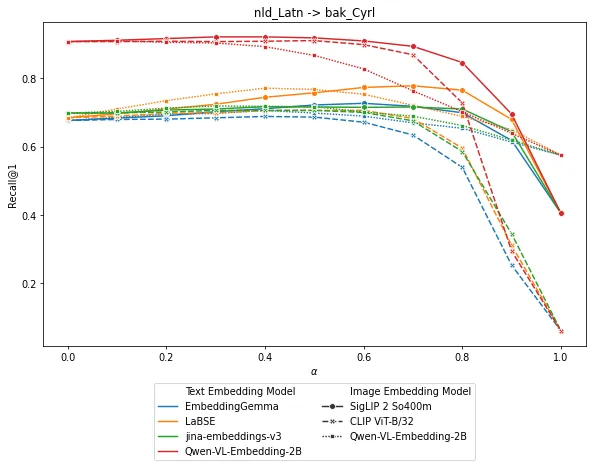 nld_Latn -> bak_Cyrl
Recall@1
0.8
0.6
0.4
0.2
0.0 0.2 0.4 0.6 0.8 1.0
α
Text Embedding Model
EmbeddingGemma
LaBSE
jina-embeddings-v3
Qwen-VL-Embedding-2B
Image Embedding Model
SigLIP 2 So400m
CLIP ViT-B/32
Qwen-VL-Embedding-2B